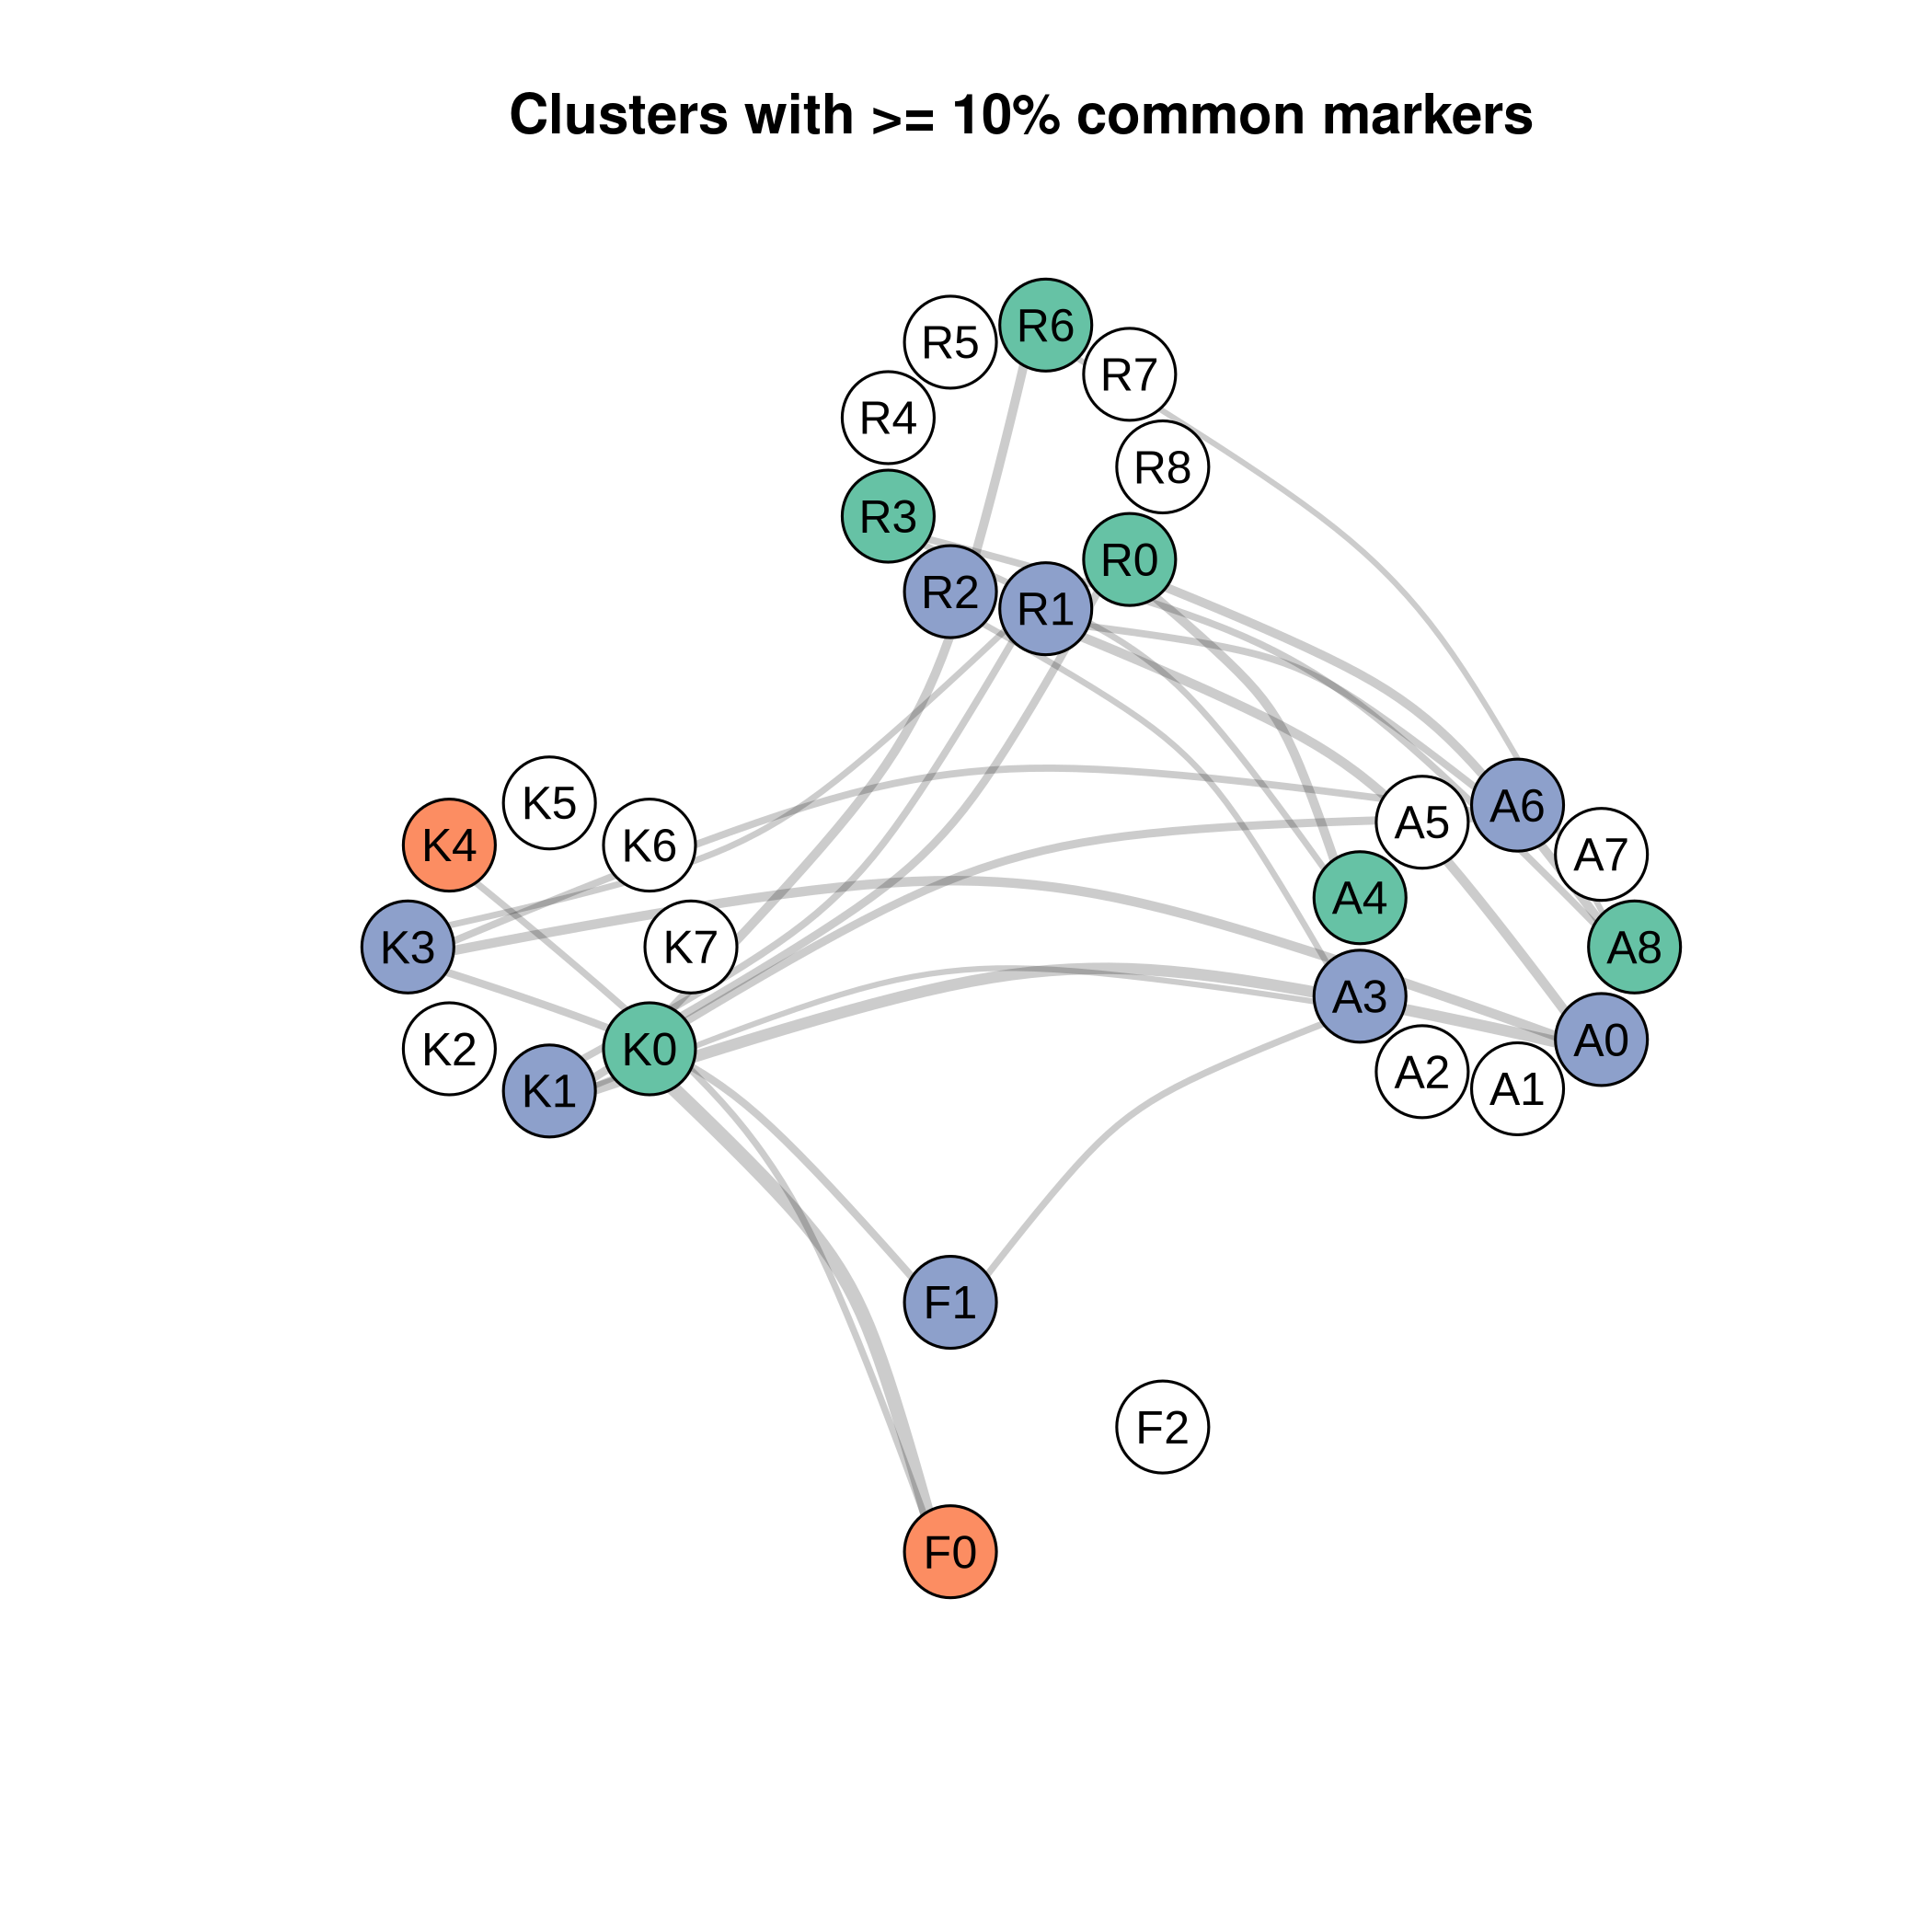 Clusters with >= 10% common markers
R6
R5
R7
R4
R8
R3
R0
R2
R1
K5
A6
A5
K4
K6
A7
A4
K3
K7
A8
A3
A0
K2
K0
A2
K1
A1
F1
F2
F0